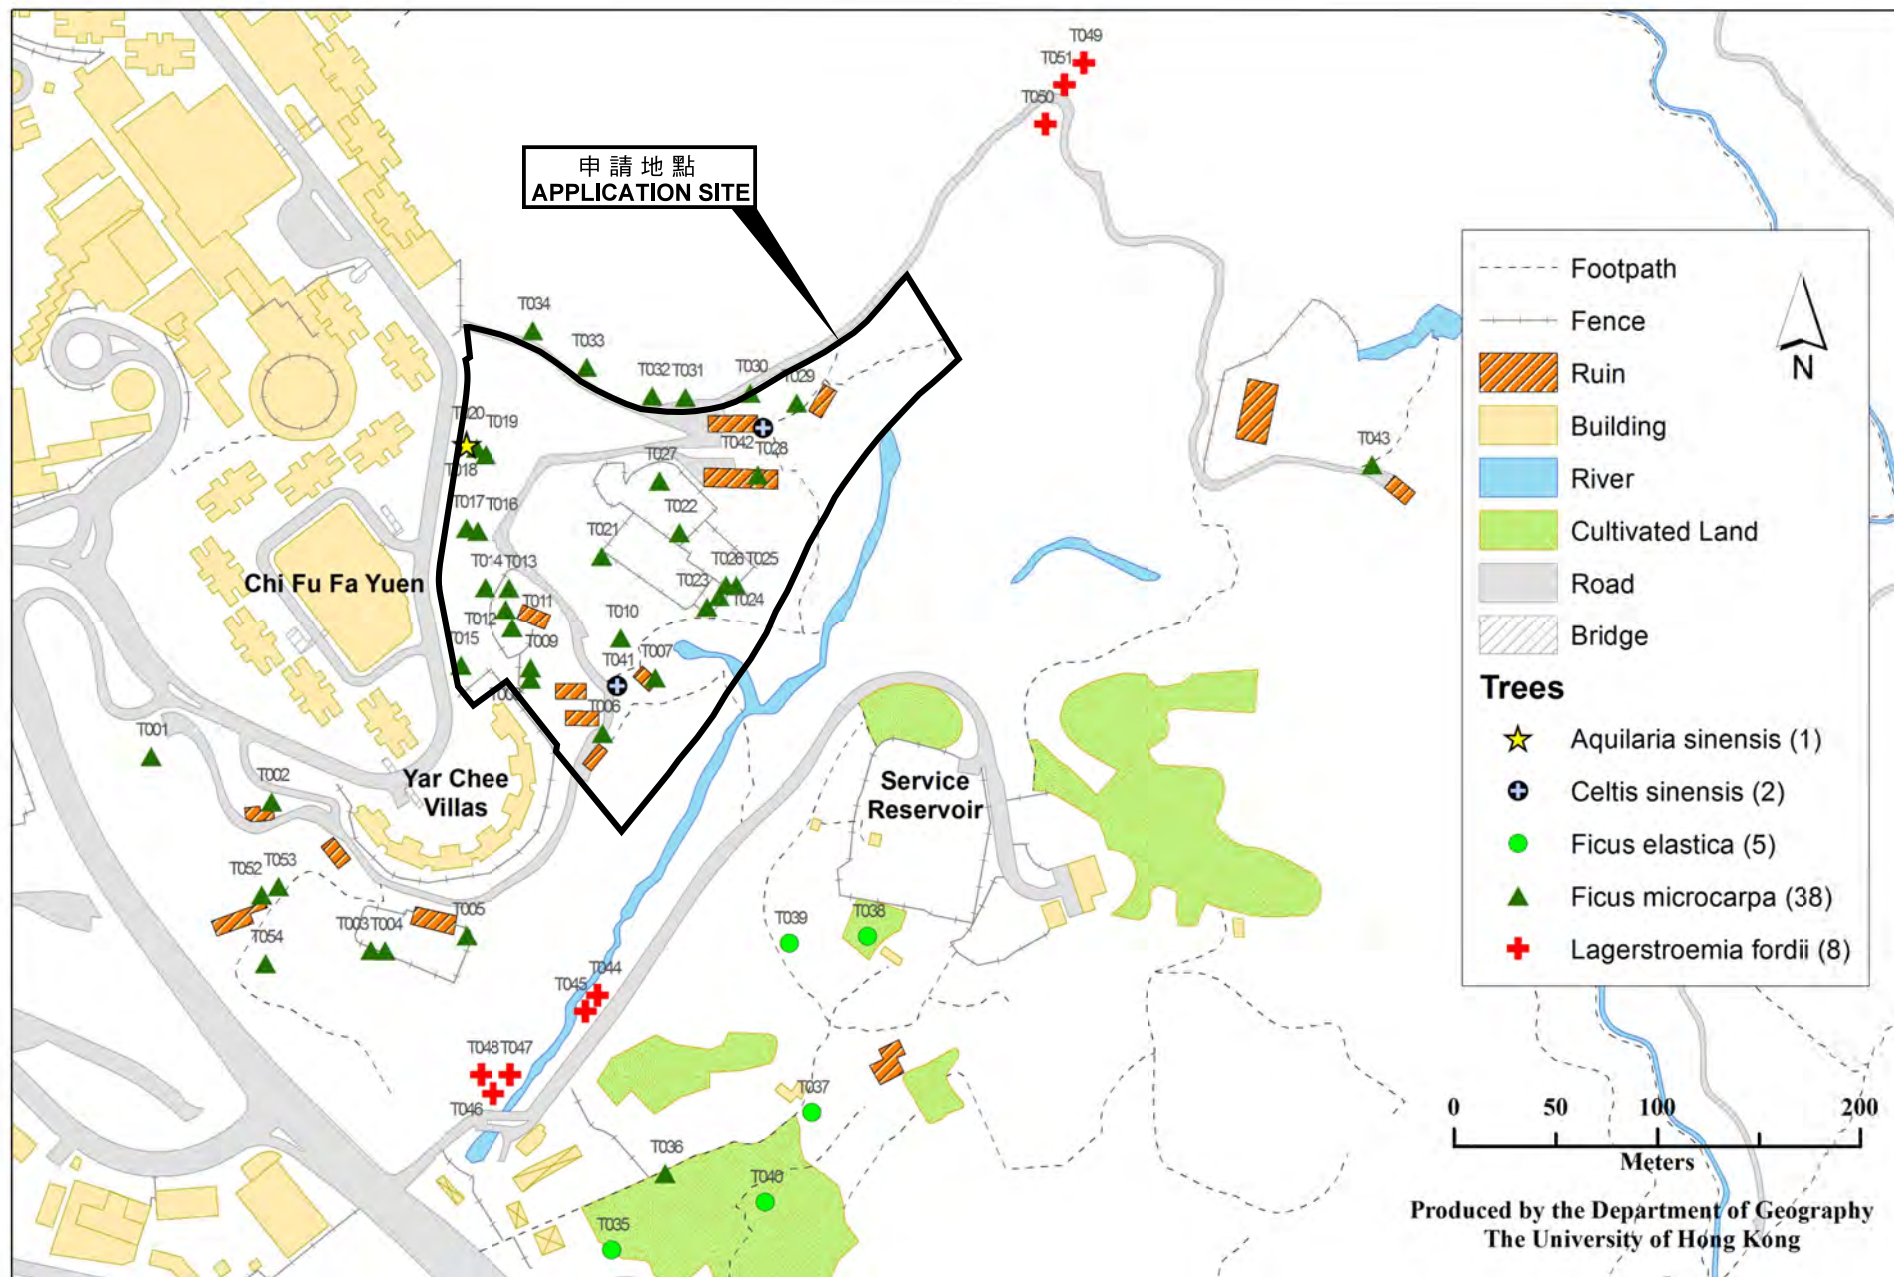 T049
T051
T050
申請地點
APPLICATION SITE
T034
T033
T032 T031
T030
T029
T020
T019
T018
T042
T028
T027
T017 T016
T022
T021
T014 T013
T026 T025
T023
T024
T011
T012
T010
T015
T009
T041
T007
T006
T043
Chi Fu Fa Yuen
T001
T002
Yar Chee
Villas
Service
Reservoir
T052
T053
T054
T003 T004
T005
T039
T038
T044
T045
T048 T047
T046
T037
T036
T040
T035
Footpath
Fence
Ruin
Building
River
Cultivated Land
Road
Bridge
N
Trees
Aquilaria sinensis (1)
Celtis sinensis (2)
Ficus elastica (5)
Ficus microcarpa (38)
Lagerstroemia fordii (8)
0 50 100 200
Meters
Produced by the Department of Geography
The University of Hong Kong